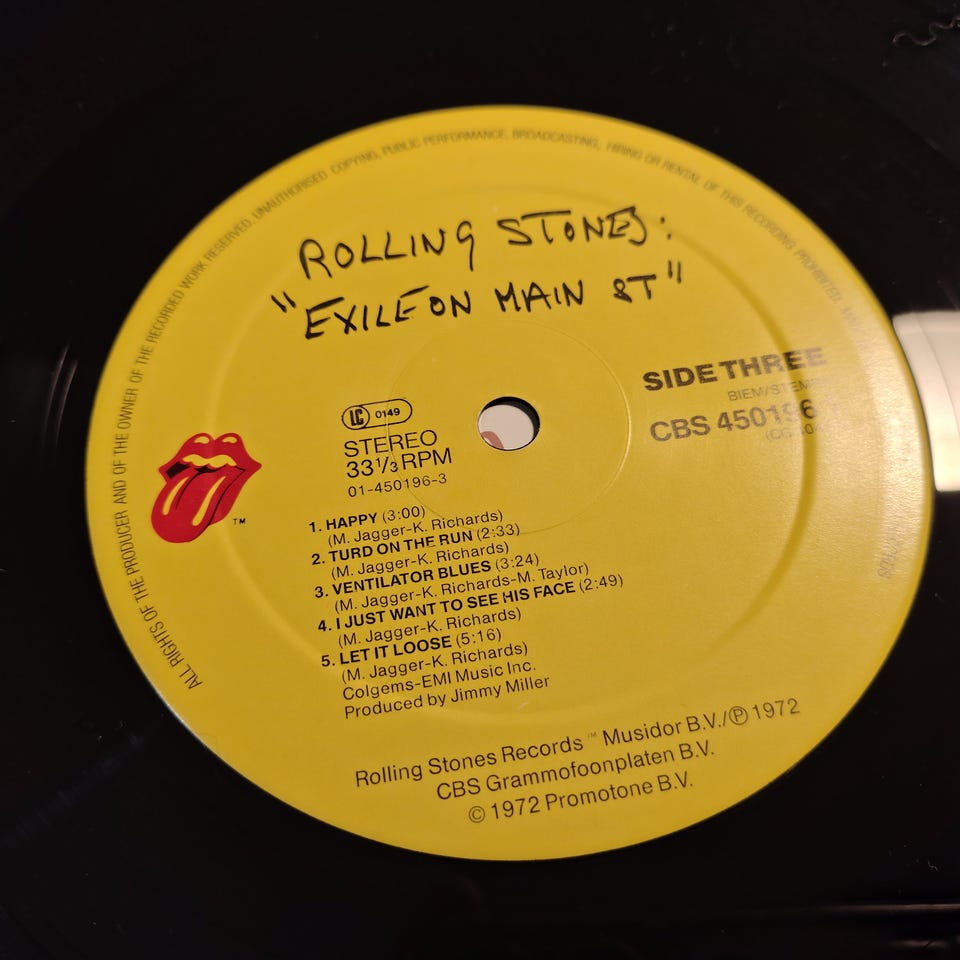 ALL RIGHTS OF THE PRODUCER AND OF THE OWNER OF THE RECORDED WORK RESERVED. UNAUTHORISED COPYING, PUBLIC PERFORMANCE, BROADCASTING, HIRING OR RENTAL OF THIS RECORDING PROHIBITED.
ROLLING STONES:
"EXILE ON MAIN ST"
SIDE THREE
BIEM/STEMRA
CBS 450196
LC 0149
STEREO
33 1/3 RPM
01-450196-3
TM
1. HAPPY (3:00)
(M. Jagger-K. Richards)
2. TURD ON THE RUN (2:33)
(M. Jagger-K. Richards)
3. VENTILATOR BLUES (3:24)
(M. Jagger-K. Richards-M. Taylor)
4. I JUST WANT TO SEE HIS FACE (2:49)
(M. Jagger-K. Richards)
5. LET IT LOOSE (5:16)
(M. Jagger-K. Richards)
Colgems-EMI Music Inc.
Produced by Jimmy Miller
Rolling Stones Records ™ Musidor B.V./℗ 1972
CBS Grammofoonplaten B.V.
© 1972 Promotone B.V.